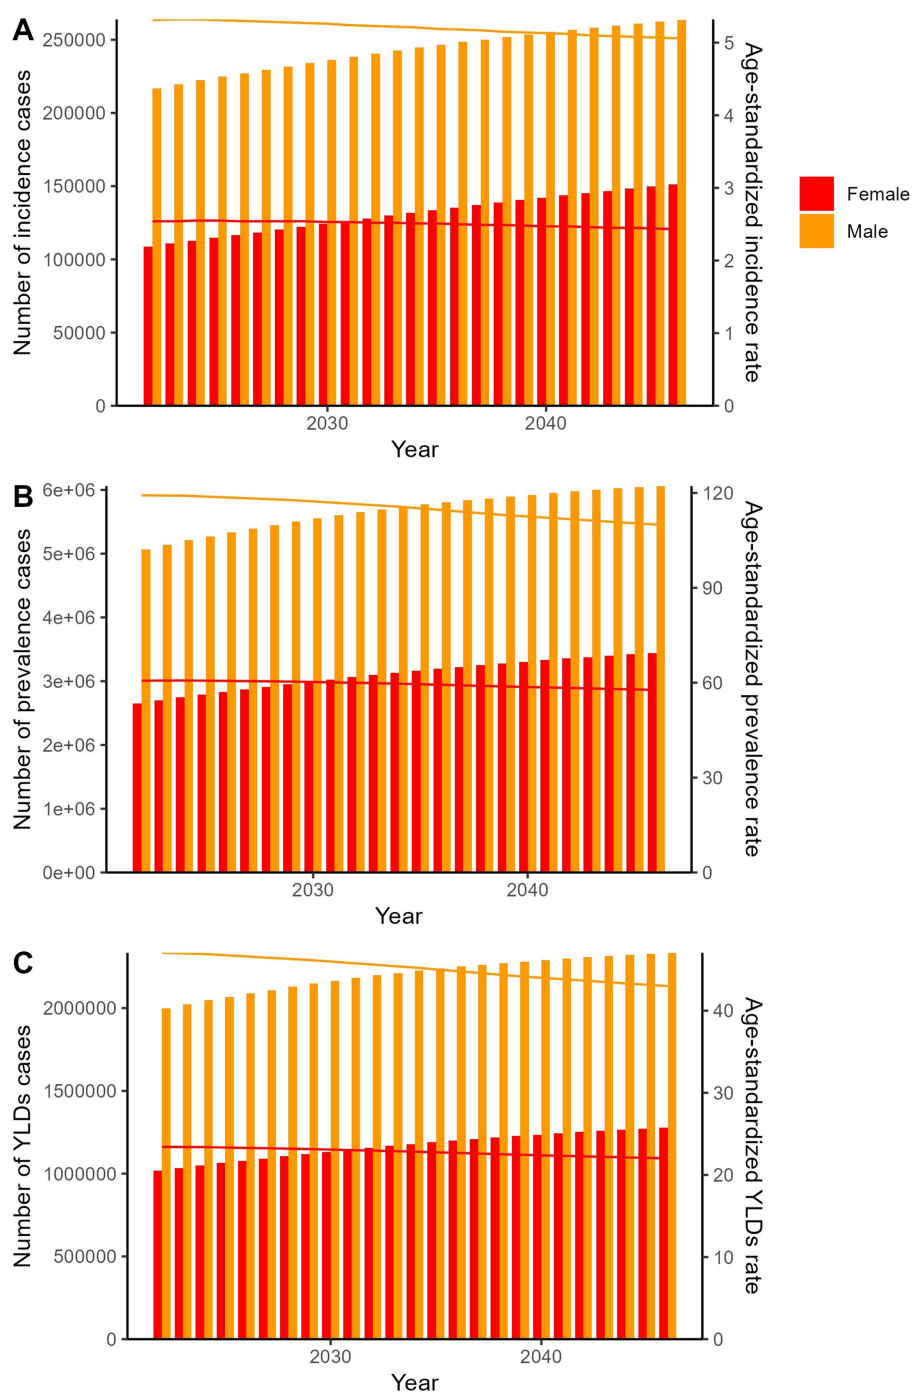 A
Number of incidence cases
250000
200000
150000
100000
50000
0
5
4
3
2
1
0
Age-standardized incidence rate
2030
2040
Year
Female
Male
B
Number of prevalence cases
6e+06
5e+06
4e+06
3e+06
2e+06
1e+06
0e+00
120
90
60
30
0
Age-standardized prevalence rate
2030
2040
Year
C
Number of YLDs cases
2000000
1500000
1000000
500000
0
40
30
20
10
0
Age-standardized YLDs rate
2030
2040
Year